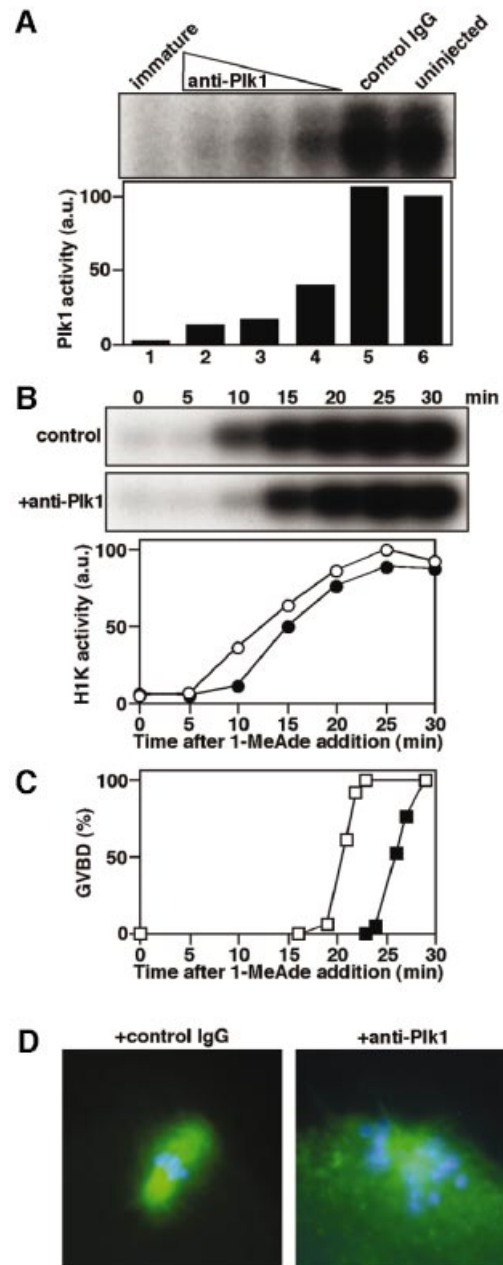 A
immature
anti-Plk1
control IgG
uninjected
Plk1 activity (a.u.)
100
50
0
1 2 3 4 5 6
B
0 5 10 15 20 25 30 min
control
+anti-Plk1
H1K activity (a.u.)
100
50
0
0 5 10 15 20 25 30
Time after 1-MeAde addition (min)
C
GVBD (%)
100
50
0
0 5 10 15 20 25 30
Time after 1-MeAde addition (min)
D
+control IgG
+anti-Plk1